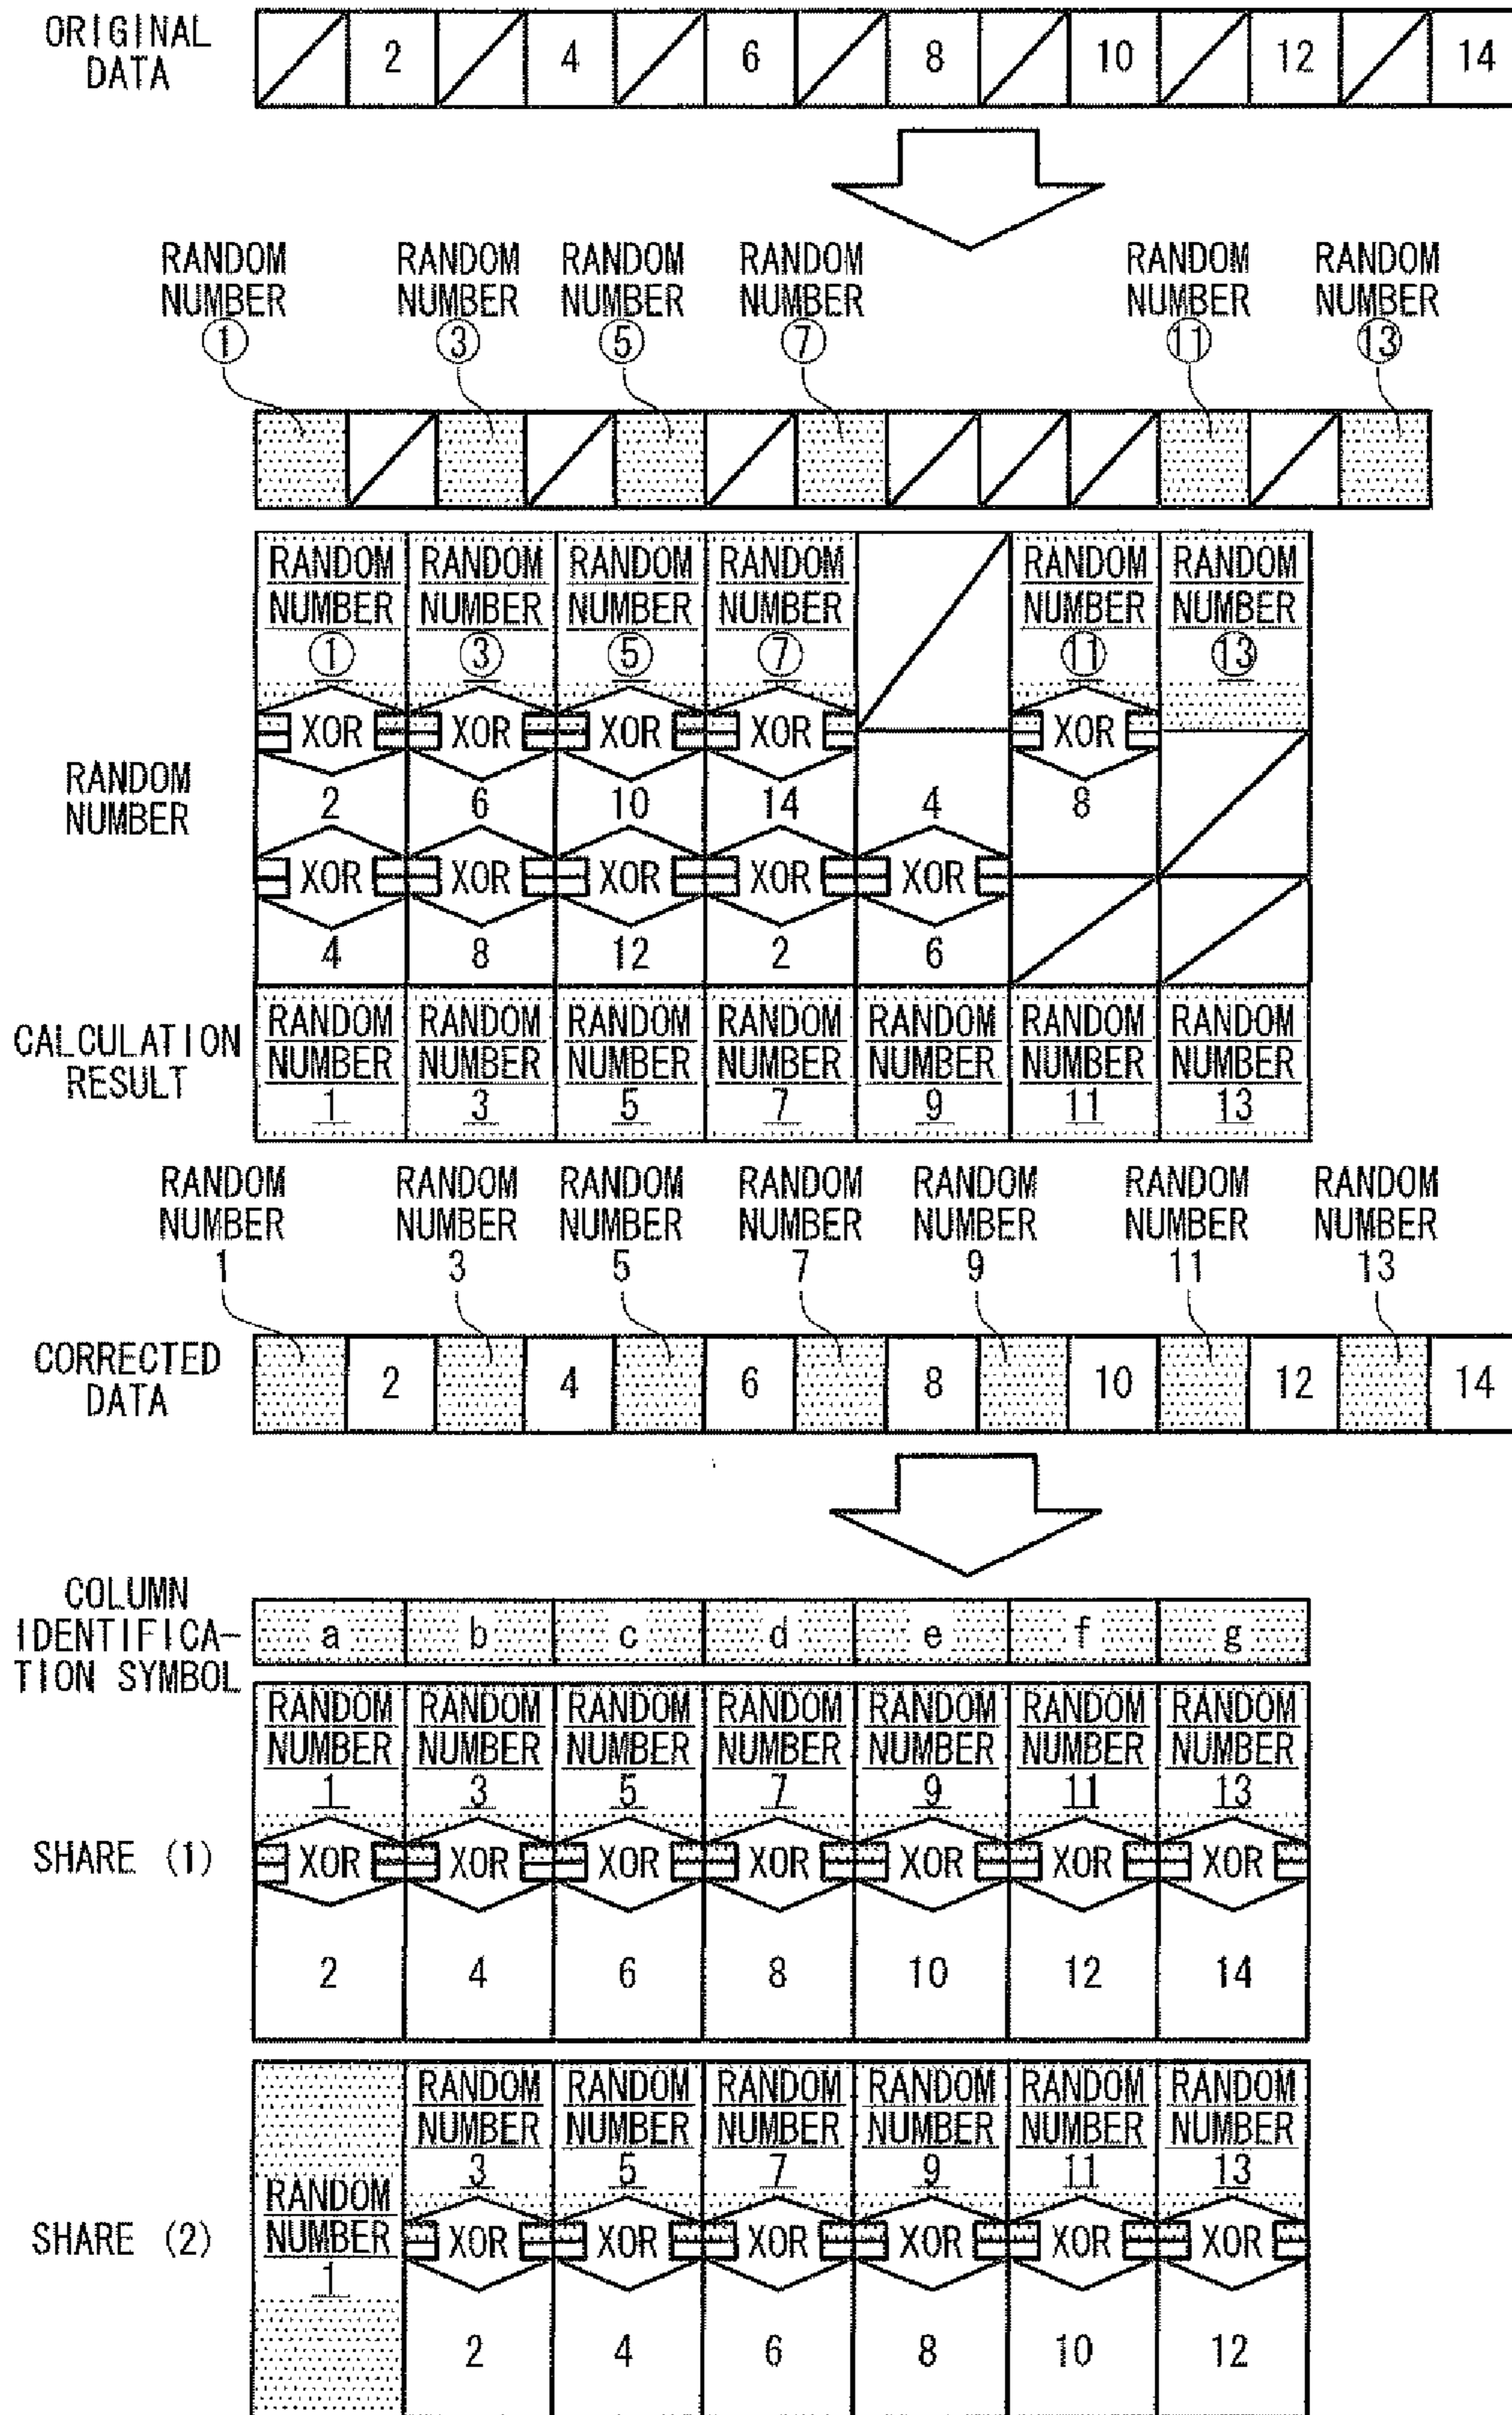 ORIGINAL
DATA
2 4 6 8 10 12 14
RANDOM RANDOM RANDOM RANDOM RANDOM RANDOM
NUMBER NUMBER NUMBER NUMBER NUMBER NUMBER
① ③ ⑤ ⑦ ⑪ ⑬
RANDOM RANDOM RANDOM RANDOM RANDOM RANDOM
NUMBER NUMBER NUMBER NUMBER NUMBER NUMBER
① ③ ⑤ ⑦ ⑪ ⑬
XOR XOR XOR XOR XOR
RANDOM
NUMBER
2 6 10 14 4 8
XOR XOR XOR XOR XOR
4 8 12 2 6
CALCULATION
RESULT
RANDOM RANDOM RANDOM RANDOM RANDOM RANDOM RANDOM
NUMBER NUMBER NUMBER NUMBER NUMBER NUMBER NUMBER
1 3 5 7 9 11 13
RANDOM RANDOM RANDOM RANDOM RANDOM RANDOM RANDOM
NUMBER NUMBER NUMBER NUMBER NUMBER NUMBER NUMBER
1 3 5 7 9 11 13
CORRECTED
DATA
2 4 6 8 10 12 14
COLUMN
IDENTIFICA-
TION SYMBOL
a b c d e f g
RANDOM RANDOM RANDOM RANDOM RANDOM RANDOM RANDOM
NUMBER NUMBER NUMBER NUMBER NUMBER NUMBER NUMBER
1 3 5 7 9 11 13
SHARE (1)
XOR XOR XOR XOR XOR XOR XOR
2 4 6 8 10 12 14
RANDOM RANDOM RANDOM RANDOM RANDOM RANDOM
NUMBER NUMBER NUMBER NUMBER NUMBER NUMBER
3 5 7 9 11 13
SHARE (2)
RANDOM
NUMBER
1
XOR XOR XOR XOR XOR XOR
2 4 6 8 10 12